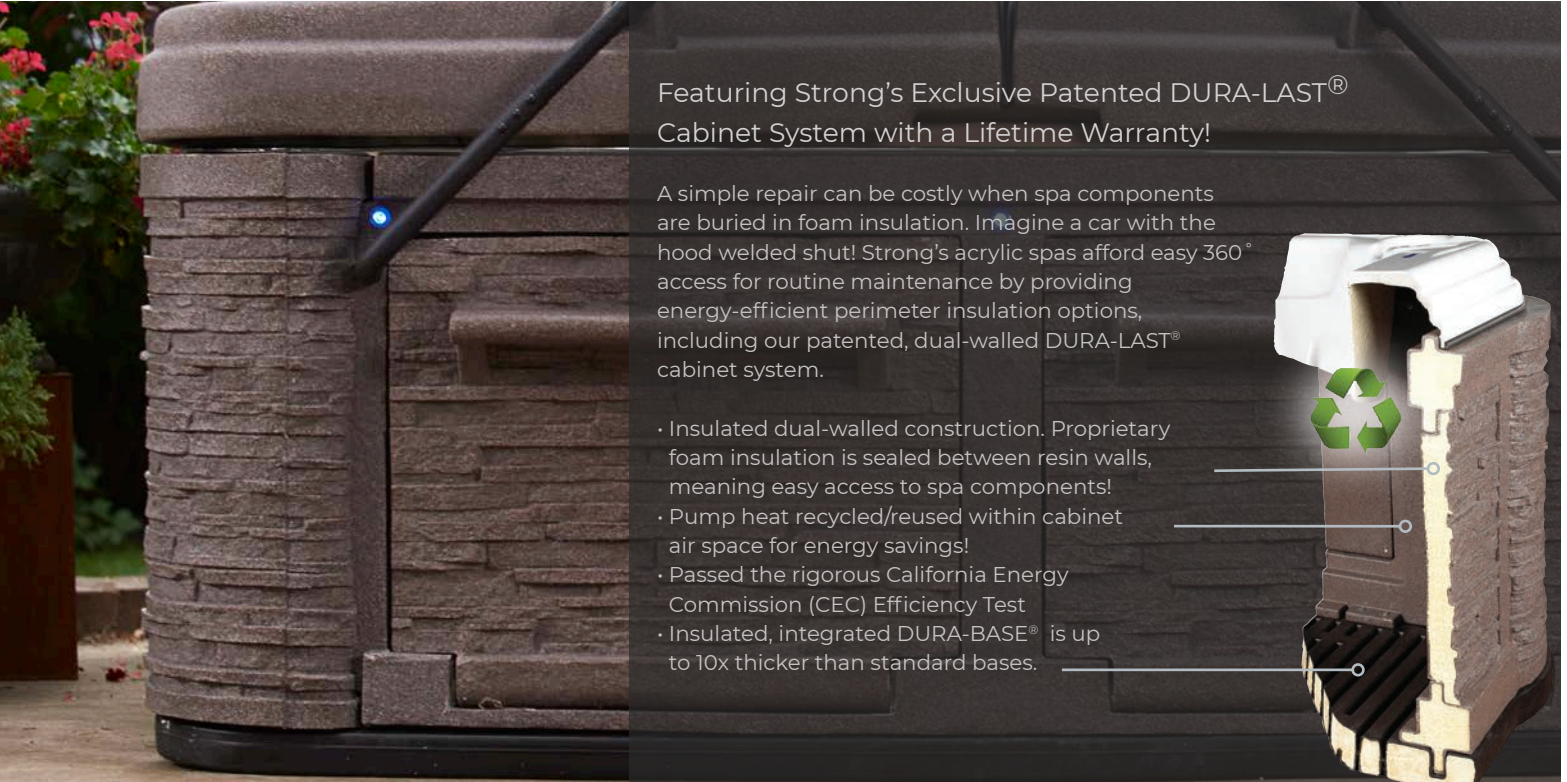 Featuring Strong’s Exclusive Patented DURA-LAST®
Cabinet System with a Lifetime Warranty!
A simple repair can be costly when spa components
are buried in foam insulation. Imagine a car with the
hood welded shut! Strong’s acrylic spas afford easy 360˚
access for routine maintenance by providing
energy-efficient perimeter insulation options,
including our patented, dual-walled DURA-LAST®
cabinet system.
• Insulated dual-walled construction. Proprietary
foam insulation is sealed between resin walls,
meaning easy access to spa components!
• Pump heat recycled/reused within cabinet
air space for energy savings!
• Passed the rigorous California Energy
Commission (CEC) Efficiency Test
• Insulated, integrated DURA-BASE® is up
to 10x thicker than standard bases.